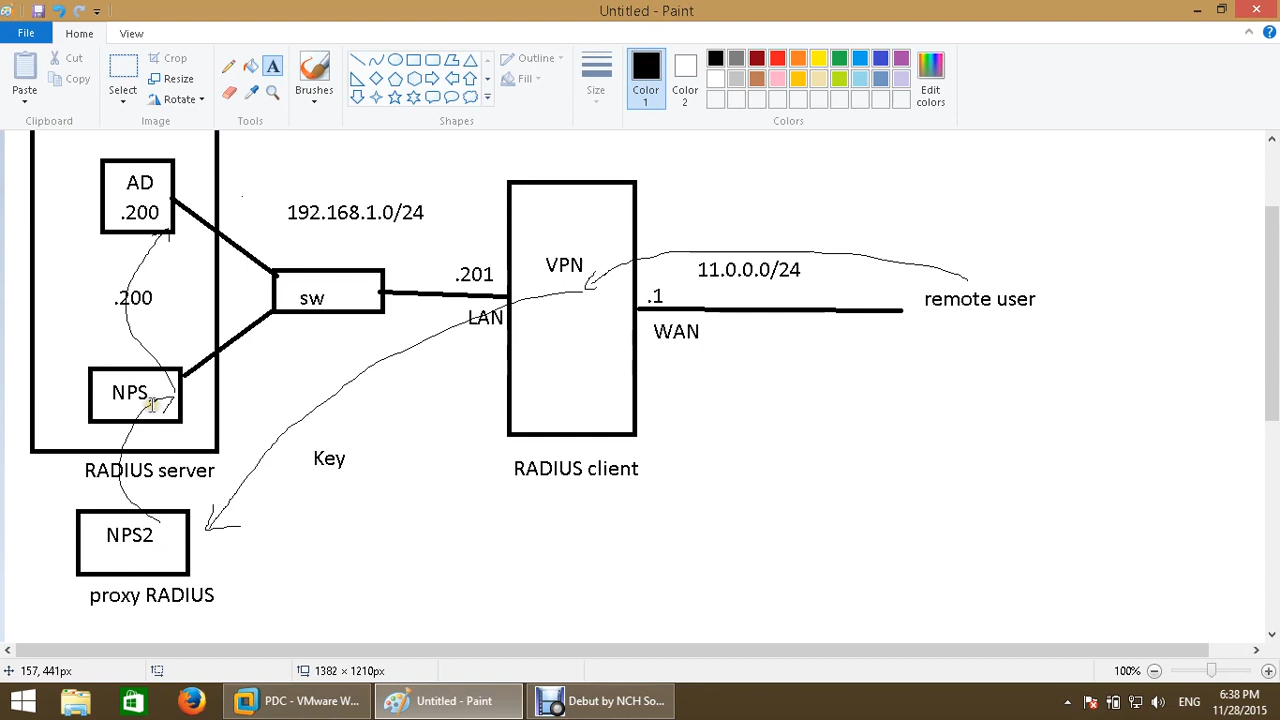 Untitled - Paint
File
Home
View
Paste
Cut
Copy
Clipboard
Select
Crop
Resize
Rotate
Image
A
Tools
Brushes
Shapes
Outline
Fill
Size
Color
1
Color
2
Edit
colors
Colors
AD
.200
192.168.1.0/24
.200
sw
.201
LAN
VPN
.1
WAN
11.0.0.0/24
remote user
NPS
RADIUS server
Key
RADIUS client
NPS2
proxy RADIUS
157, 441px
1382 × 1210px
100%
PDC - VMware W...
Untitled - Paint
Debut by NCH So...
ENG
6:38 PM
11/28/2015